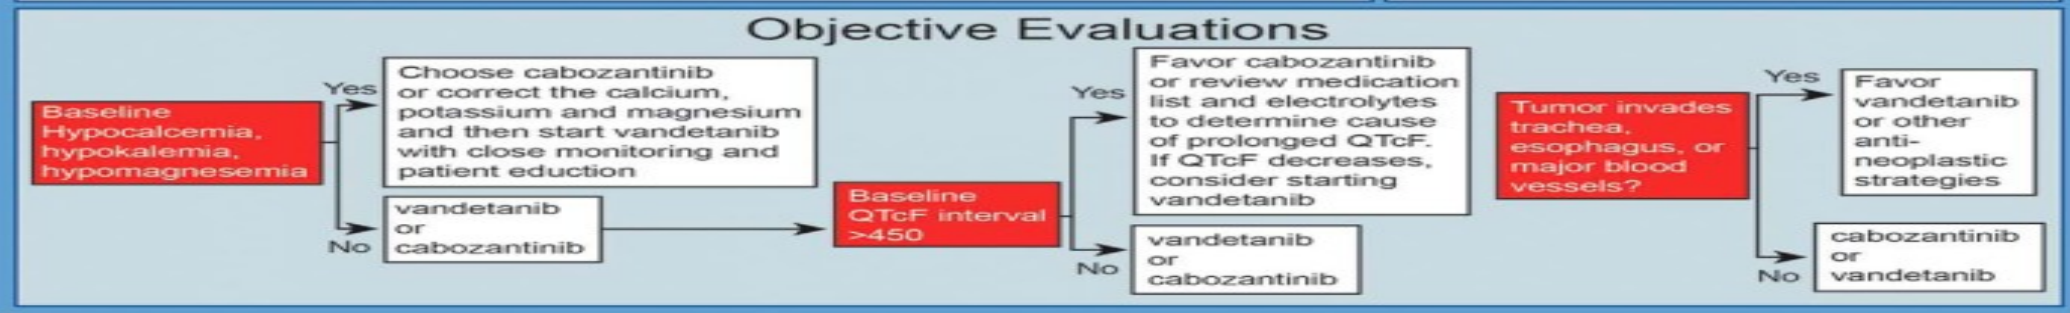 Objective Evaluations
Baseline
Hypocalcemia,
hypokalemia,
hypomagnesemia
Yes
Choose cabozantinib
or correct the calcium,
potassium and magnesium
and then start vandetanib
with close monitoring and
patient eduction
No
vandetanib
or
cabozantinib
Baseline
QTcF interval
>450
Yes
Favor cabozantinib
or review medication
list and electrolytes
to determine cause
of prolonged QTcF.
If QTcF decreases,
consider starting
vandetanib
No
vandetanib
or
cabozantinib
Tumor invades
trachea,
esophagus, or
major blood
vessels?
Yes
Favor
vandetanib
or other
anti-
neoplastic
strategies
No
cabozantinib
or
vandetanib